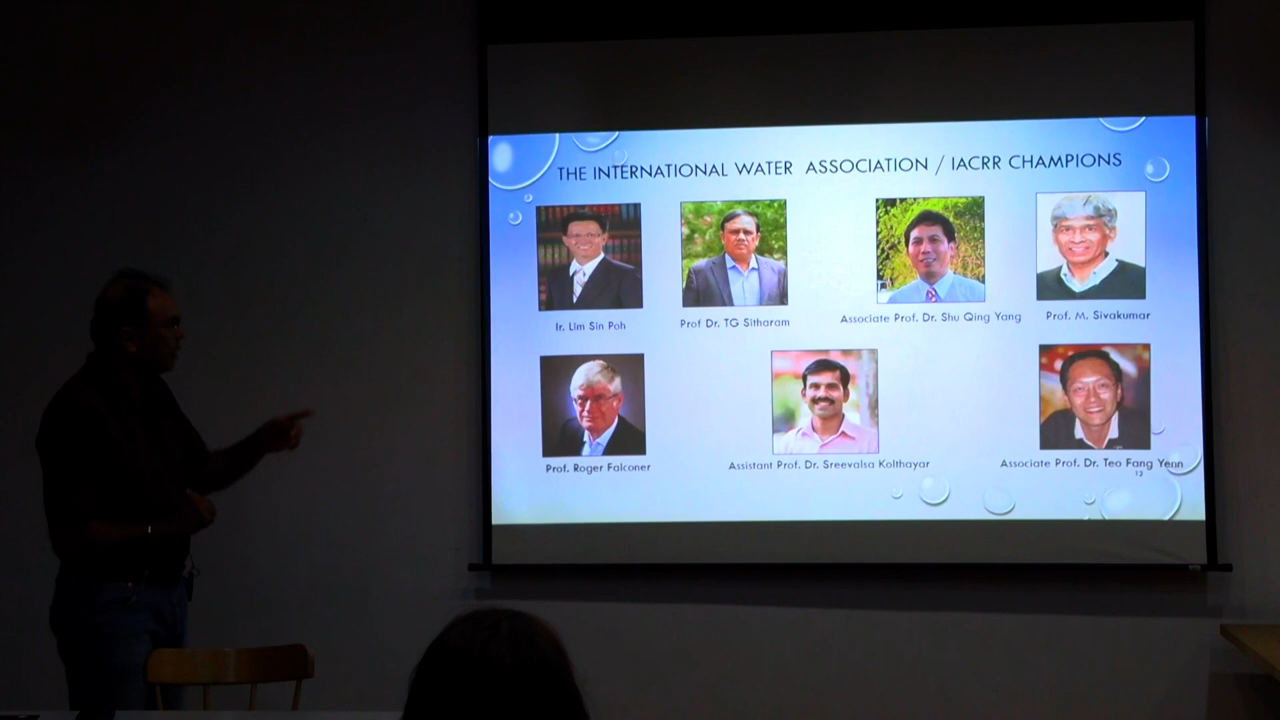 THE INTERNATIONAL WATER ASSOCIATION / IACRR CHAMPIONS
Ir. Lim Sin Poh
Prof Dr. TG Sitharam
Associate Prof. Dr. Shu Qing Yang
Prof. M. Sivakumar
Prof. Roger Falconer
Assistant Prof. Dr. Sreevalsa Kolthayar
Associate Prof. Dr. Teo Fang Yenn
12